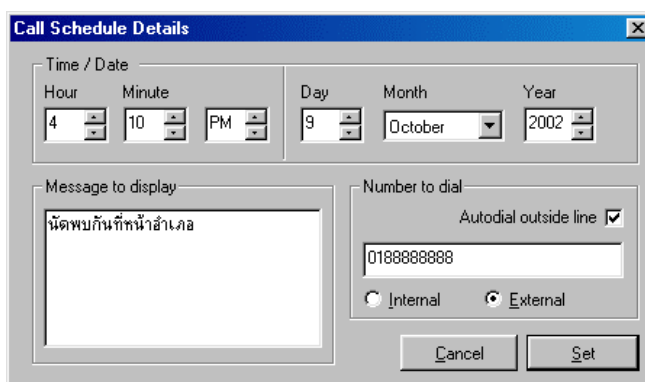 Call Schedule Details
Time / Date
Hour Minute Day Month Year
4 10 PM 9 October 2002
Message to display
นัดพบกันที่หน้าอำเภอ
Number to dial
Autodial outside line
0188888888
Internal External
Cancel Set